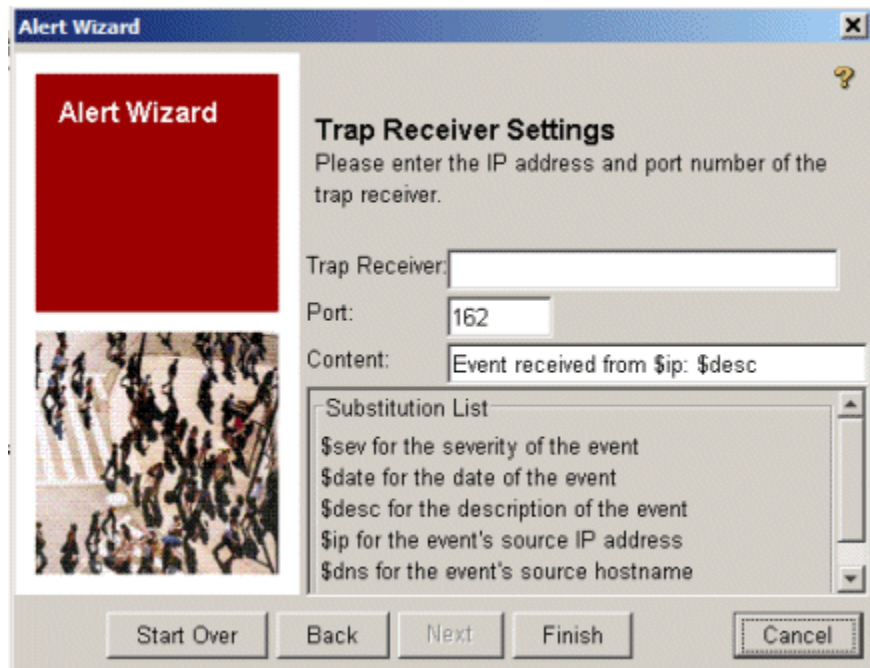 Alert Wizard
Alert Wizard
Trap Receiver Settings
Please enter the IP address and port number of the
trap receiver.
Trap Receiver:
Port:
162
Content:
Event received from $ip: $desc
Substitution List
$sev for the severity of the event
$date for the date of the event
$desc for the description of the event
$ip for the event's source IP address
$dns for the event's source hostname
Start Over
Back
Next
Finish
Cancel